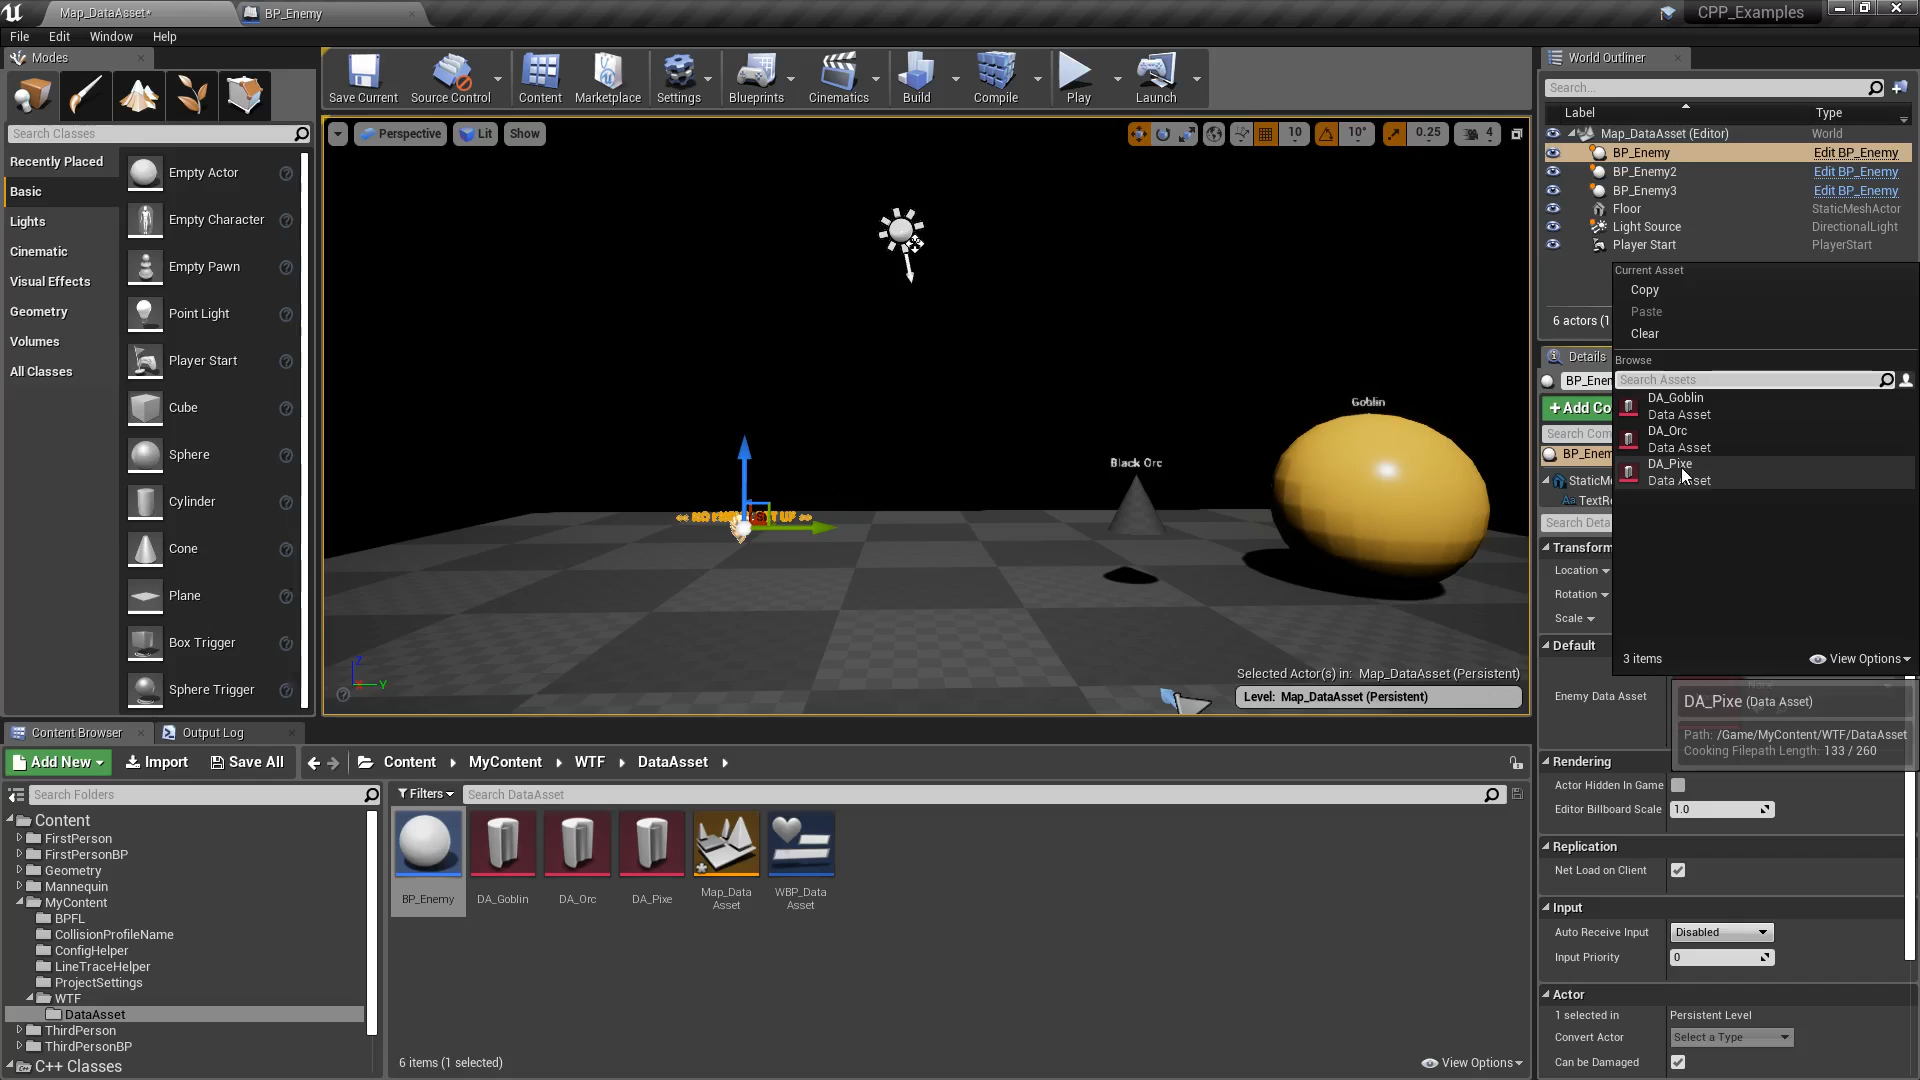 Map_DataAsset*
BP_Enemy
CPP_Examples
File
Edit
Window
Help
Modes
Search Classes
Recently Placed
Basic
Lights
Cinematic
Visual Effects
Geometry
Volumes
All Classes
Empty Actor
Empty Character
Empty Pawn
Point Light
Player Start
Cube
Sphere
Cylinder
Cone
Plane
Box Trigger
Sphere Trigger
Save Current
Source Control
Content
Marketplace
Settings
Blueprints
Cinematics
Build
Compile
Play
Launch
Perspective
Lit
Show
10
10°
0.25
4
Goblin
Black Orc
Selected Actor(s) in: Map_DataAsset (Persistent)
Level: Map_DataAsset (Persistent)
World Outliner
Search...
Label
Type
Map_DataAsset (Editor)
World
BP_Enemy
Edit BP_Enemy
BP_Enemy2
Edit BP_Enemy
BP_Enemy3
Edit BP_Enemy
Floor
StaticMeshActor
Light Source
DirectionalLight
Player Start
PlayerStart
6 actors (1
Current Asset
Copy
Paste
Clear
Browse
Search Assets
DA_Goblin
Data Asset
DA_Orc
Data Asset
DA_Pixe
Data Asset
3 items
View Options
Details
BP_Enem
+Add Co
Search Com
BP_Enem
StaticM
TextR
Search Deta
Transform
Location
Rotation
Scale
Default
Enemy Data Asset
DA_Pixe (Data Asset)
Path: /Game/MyContent/WTF/DataAsset
Cooking Filepath Length: 133 / 260
Rendering
Actor Hidden In Game
Editor Billboard Scale
1.0
Replication
Net Load on Client
Input
Auto Receive Input
Disabled
Input Priority
0
Actor
1 selected in
Persistent Level
Convert Actor
Select a Type
Can be Damaged
Content Browser
Output Log
Add New
Import
Save All
Content
MyContent
WTF
DataAsset
Search Folders
Filters
Search DataAsset
Content
FirstPerson
FirstPersonBP
Geometry
Mannequin
MyContent
BPFL
CollisionProfileName
ConfigHelper
LineTraceHelper
ProjectSettings
WTF
DataAsset
ThirdPerson
ThirdPersonBP
C++ Classes
BP_Enemy
DA_Goblin
DA_Orc
DA_Pixe
Map_Data
Asset
WBP_Data
Asset
6 items (1 selected)
View Options